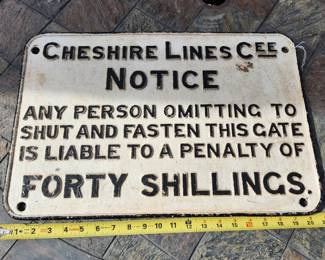 CHESHIRE LINES CEE
NOTICE
ANY PERSON OMITTING TO
SHUT AND FASTEN THIS GATE
IS LIABLE TO A PENALTY OF
FORTY SHILLINGS.